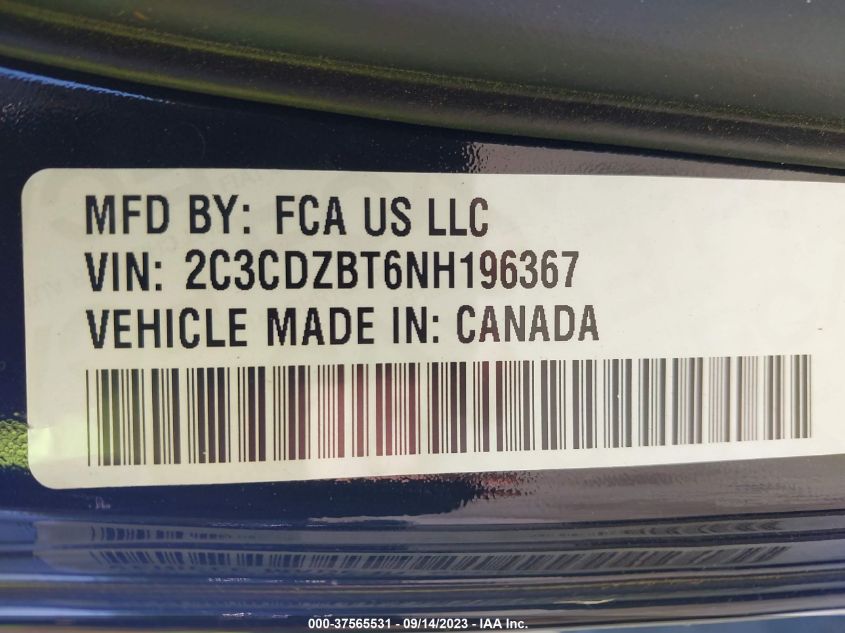 MFD BY: FCA US LLC
VIN: 2C3CDZBT6NH196367
VEHICLE MADE IN: CANADA
000-37565531 - 09/14/2023 - IAA Inc.